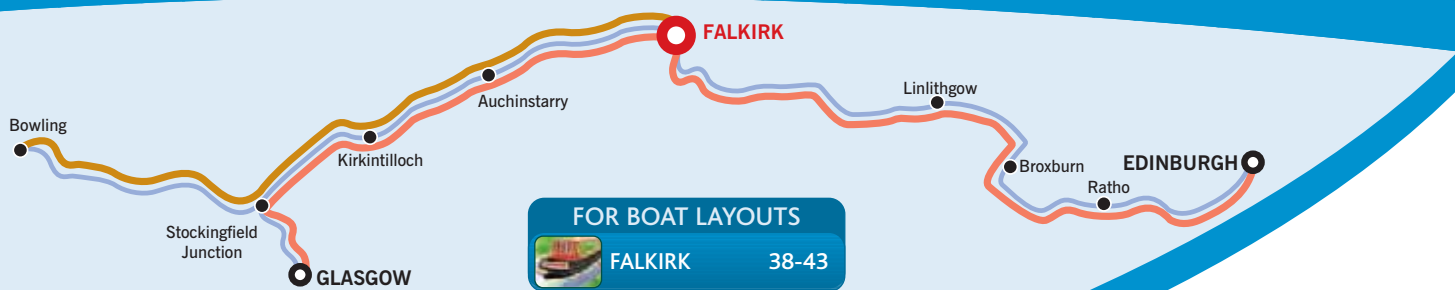 FALKIRK
Linlithgow
Auchinstarry
Bowling
Kirkintilloch
EDINBURGH
Broxburn
Ratho
Stockingfield
Junction
GLASGOW
FOR BOAT LAYOUTS
FALKIRK 38-43